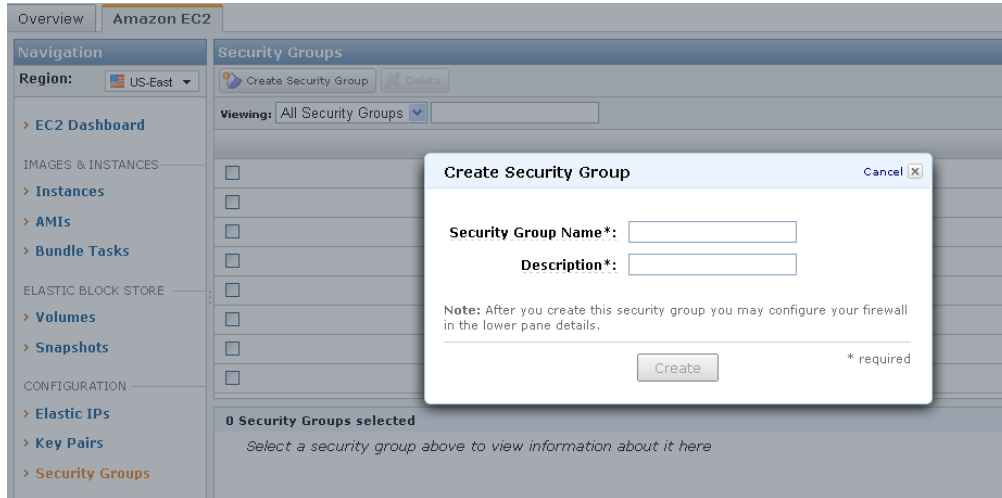 Overview
Amazon EC2
Navigation
Region:
US-East
> EC2 Dashboard
IMAGES & INSTANCES
> Instances
> AMIs
> Bundle Tasks
ELASTIC BLOCK STORE
> Volumes
> Snapshots
CONFIGURATION
> Elastic IPs
> Key Pairs
> Security Groups
Security Groups
Create Security Group
Delete
Viewing: All Security Groups
Create Security Group
Cancel
Security Group Name*:
Description*:
Note: After you create this security group you may configure your firewall
in the lower pane details.
Create
* required
0 Security Groups selected
Select a security group above to view information about it here